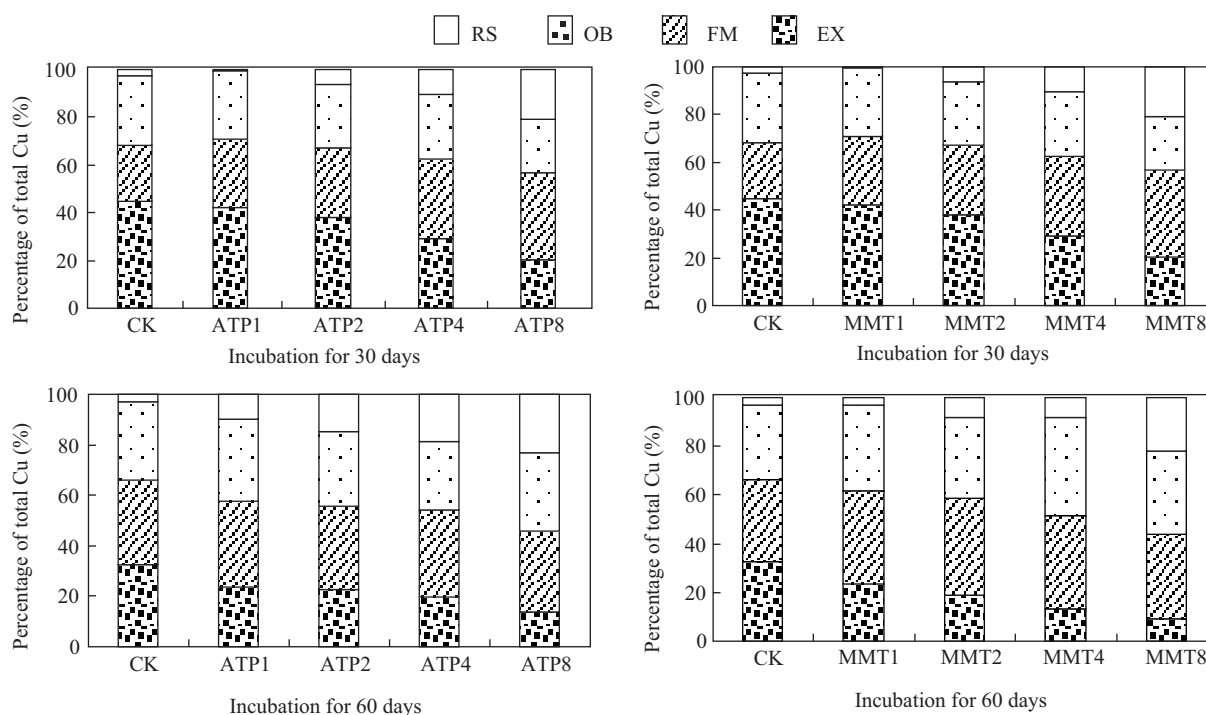 RS OB FM EX
Percentage of total Cu (%)
100
80
60
40
20
0
CK ATP1 ATP2 ATP4 ATP8
Incubation for 30 days
Percentage of total Cu (%)
100
80
60
40
20
0
CK MMT1 MMT2 MMT4 MMT8
Incubation for 30 days
Percentage of total Cu (%)
100
80
60
40
20
0
CK ATP1 ATP2 ATP4 ATP8
Incubation for 60 days
Percentage of total Cu (%)
100
80
60
40
20
0
CK MMT1 MMT2 MMT4 MMT8
Incubation for 60 days